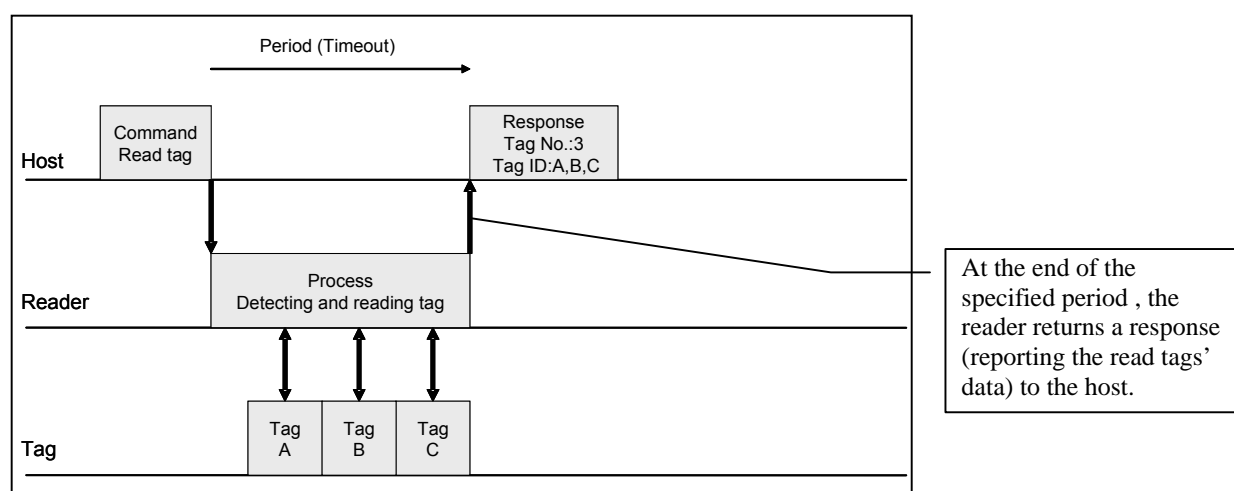 Period (Timeout)
Command
Read tag
Response
Tag No.:3
Tag ID:A,B,C
Host
Process
Detecting and reading tag
Reader
At the end of the
specified period , the
reader returns a response
(reporting the read tags’
data) to the host.
Tag
A
Tag
B
Tag
C
Tag